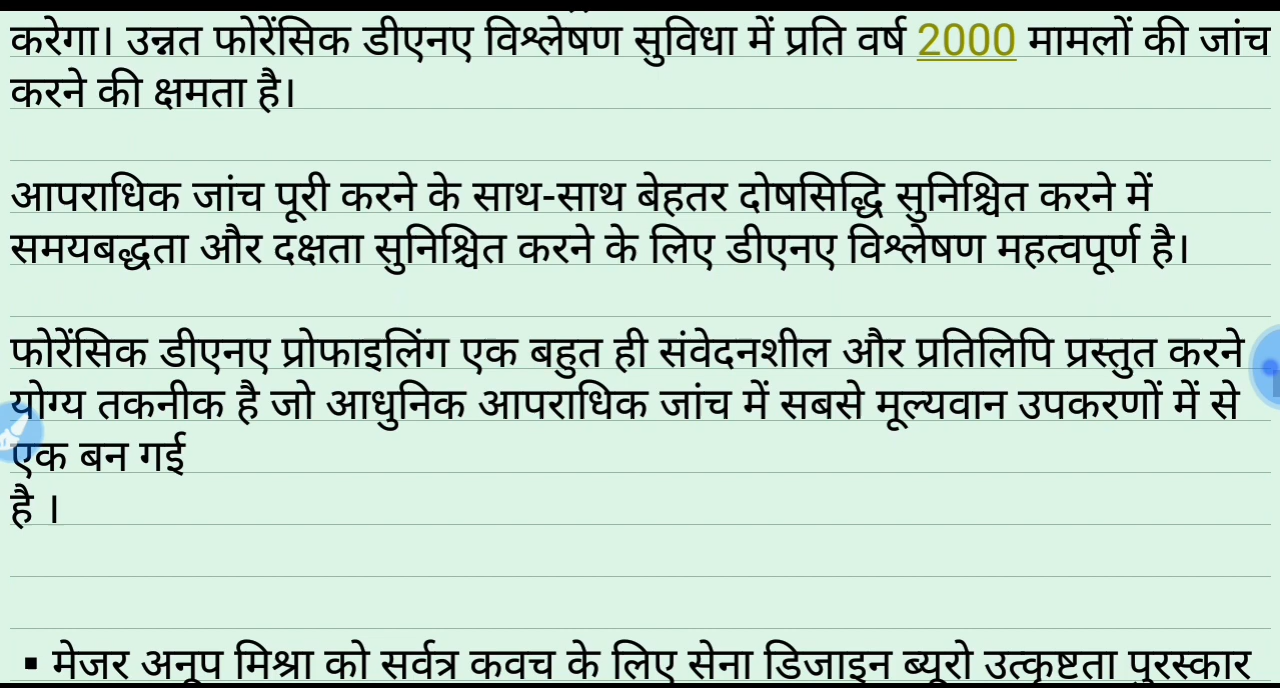 करेगा। उन्नत फोरेंसिक डीएनए विश्लेषण सुविधा में प्रति वर्ष 2000 मामलों की जांच
करने की क्षमता है।
आपराधिक जांच पूरी करने के साथ-साथ बेहतर दोषसिद्धि सुनिश्चित करने में
समयबद्धता और दक्षता सुनिश्चित करने के लिए डीएनए विश्लेषण महत्वपूर्ण है।
फोरेंसिक डीएनए प्रोफाइलिंग एक बहुत ही संवेदनशील और प्रतिलिपि प्रस्तुत करने
योग्य तकनीक है जो आधुनिक आपराधिक जांच में सबसे मूल्यवान उपकरणों में से
एक बन गई
है ।
▪ मेजर अनूप मिश्रा को सर्वत्र कवच के लिए सेना डिजाइन ब्यूरो उत्कृष्टता पुरस्कार